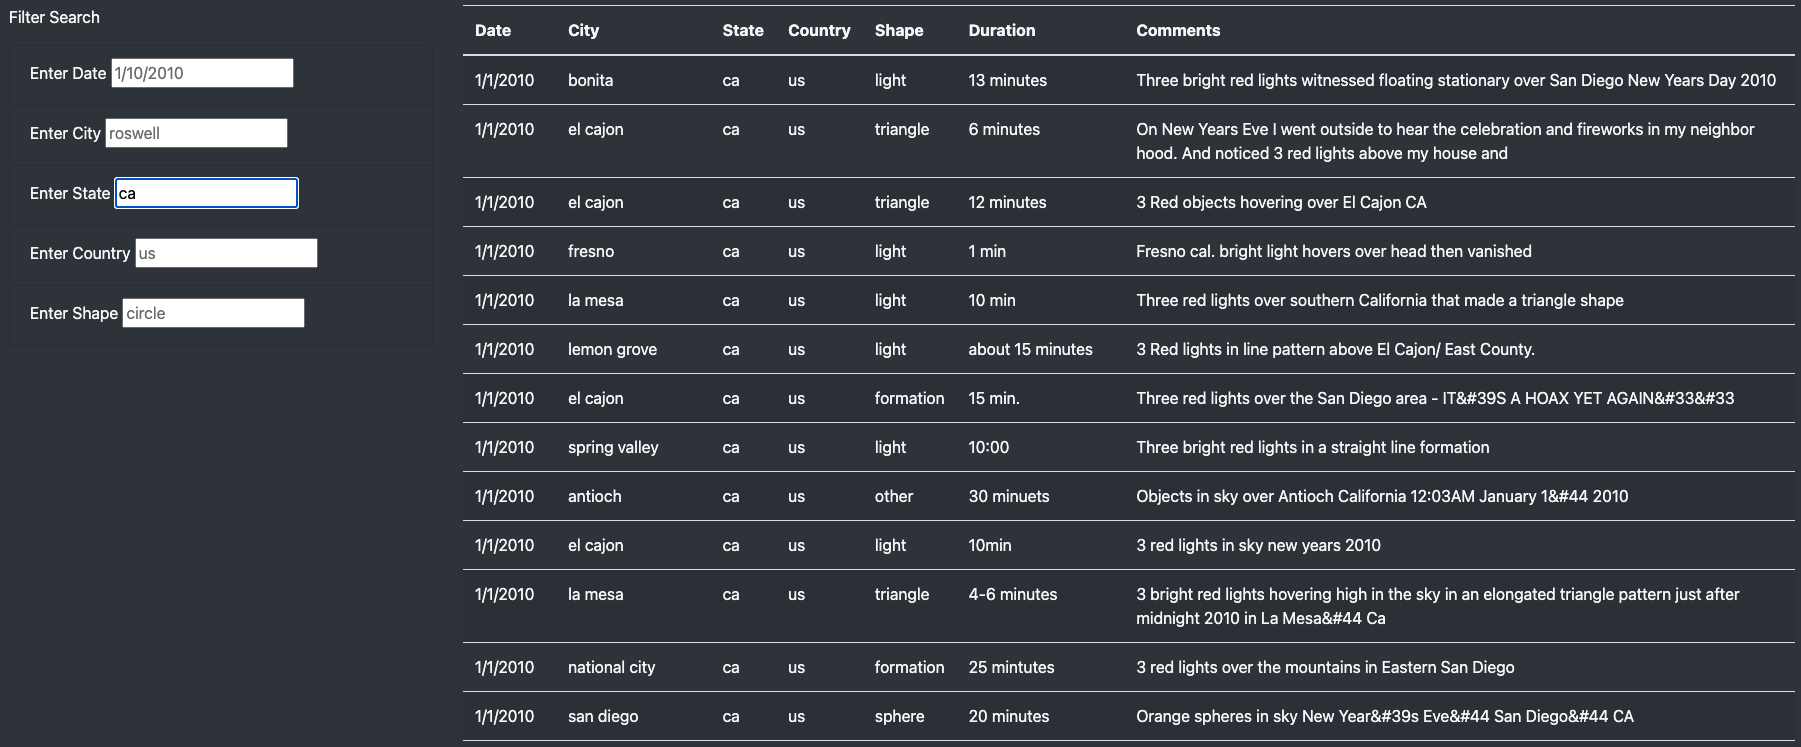 Filter Search
Enter Date 1/10/2010
Enter City roswell
Enter State ca
Enter Country us
Enter Shape circle
Date City State Country Shape Duration Comments
1/1/2010 bonita ca us light 13 minutes Three bright red lights witnessed floating stationary over San Diego New Years Day 2010
1/1/2010 el cajon ca us triangle 6 minutes On New Years Eve I went outside to hear the celebration and fireworks in my neighbor
hood. And noticed 3 red lights above my house and
1/1/2010 el cajon ca us triangle 12 minutes 3 Red objects hovering over El Cajon CA
1/1/2010 fresno ca us light 1 min Fresno cal. bright light hovers over head then vanished
1/1/2010 la mesa ca us light 10 min Three red lights over southern California that made a triangle shape
1/1/2010 lemon grove ca us light about 15 minutes 3 Red lights in line pattern above El Cajon/ East County.
1/1/2010 el cajon ca us formation 15 min. Three red lights over the San Diego area - IT&#39S A HOAX YET AGAIN&#33&#33
1/1/2010 spring valley ca us light 10:00 Three bright red lights in a straight line formation
1/1/2010 antioch ca us other 30 minuets Objects in sky over Antioch California 12:03AM January 1&#44 2010
1/1/2010 el cajon ca us light 10min 3 red lights in sky new years 2010
1/1/2010 la mesa ca us triangle 4-6 minutes 3 bright red lights hovering high in the sky in an elongated triangle pattern just after
midnight 2010 in La Mesa&#44 Ca
1/1/2010 national city ca us formation 25 mintutes 3 red lights over the mountains in Eastern San Diego
1/1/2010 san diego ca us sphere 20 minutes Orange spheres in sky New Year&#39s Eve&#44 San Diego&#44 CA